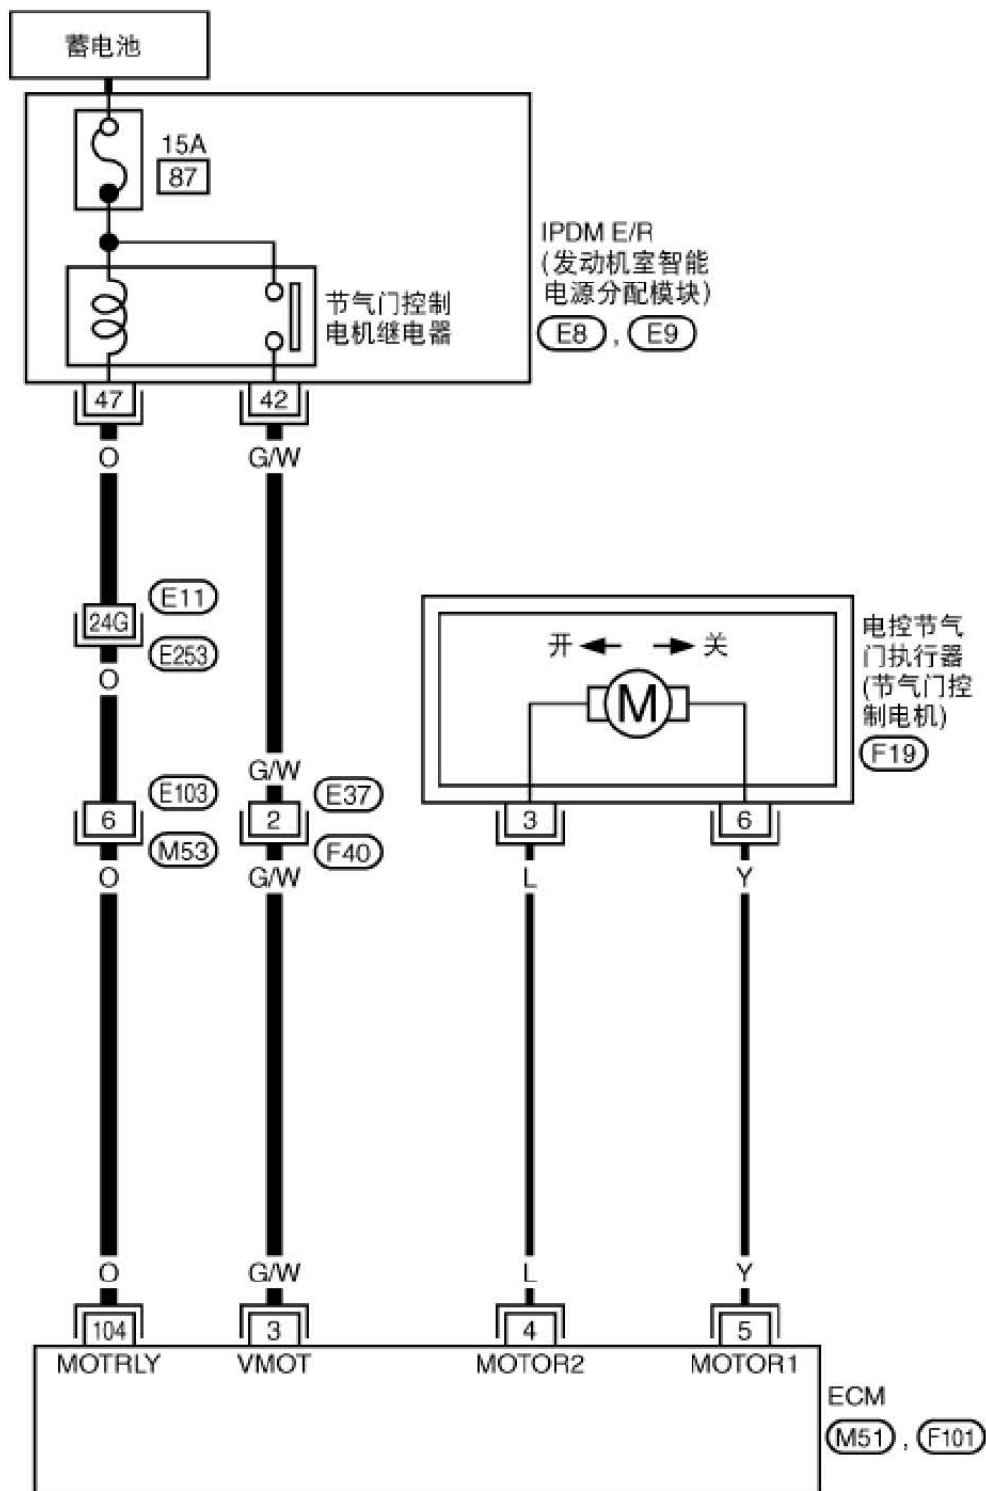 蓄电池
15A
87
IPDM E/R
(发动机室智能
电源分配模块)
E8 , E9
节气门控制
电机继电器
47 42
O G/W
24G
E11
E253
O
G/W
6
E103
M53
2
E37
F40
O G/W
开 关
M
电控节气
门执行器
(节气门控
制电机)
F19
3 6
L Y
O G/W L Y
104 3 4 5
MOTRLY VMOT MOTOR2 MOTOR1
ECM
M51 , F101